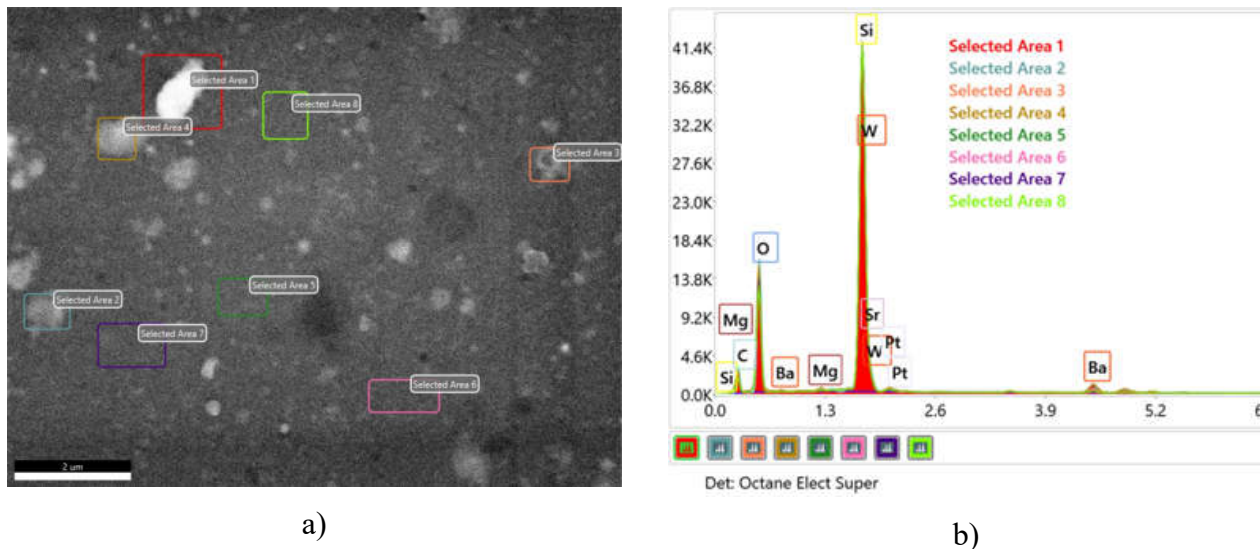 Selected Area 1
Selected Area 8
Selected Area 4
Selected Area 3
Selected Area 2
Selected Area 5
Selected Area 7
Selected Area 6
2 um
a)
41.4K
36.8K
32.2K
27.6K
23.0K
18.4K
13.8K
9.2K
4.6K
0.0K
0.0
1.3
2.6
3.9
5.2
6
Si
W
O
Mg
C
Si
Ba
Mg
Sr
W
Pt
Pt
Ba
Selected Area 1
Selected Area 2
Selected Area 3
Selected Area 4
Selected Area 5
Selected Area 6
Selected Area 7
Selected Area 8
Det: Octane Elect Super
b)